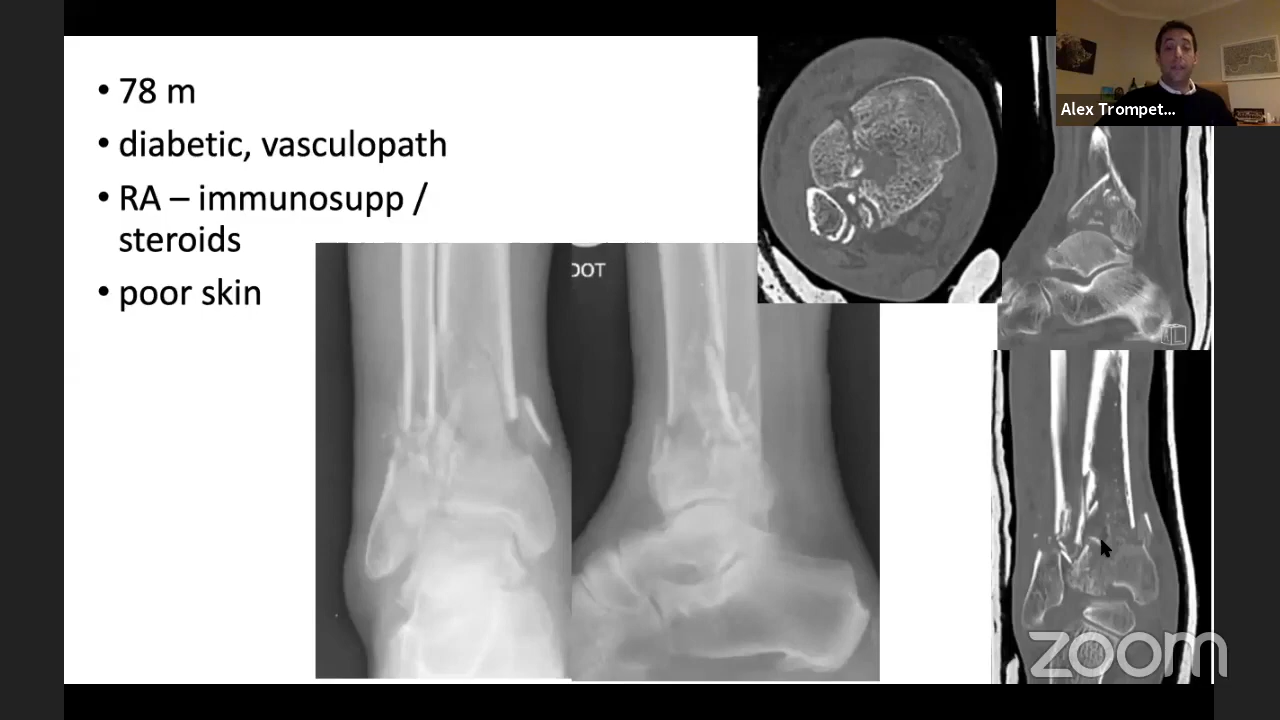 • 78 m
• diabetic, vasculopath
• RA – immunosupp /
steroids
• poor skin
Alex Trompet...
zoom